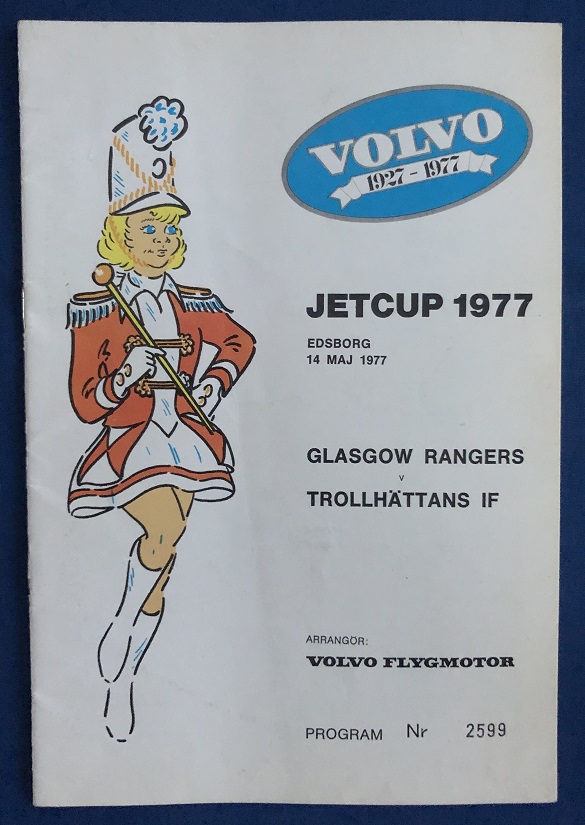 VOLVO
1927 - 1977
JETCUP 1977
EDSBORG
14 MAJ 1977
GLASGOW RANGERS
v
TROLLHÄTTANS IF
ARRANGÖR:
VOLVO FLYGMOTOR
PROGRAM Nr 2599